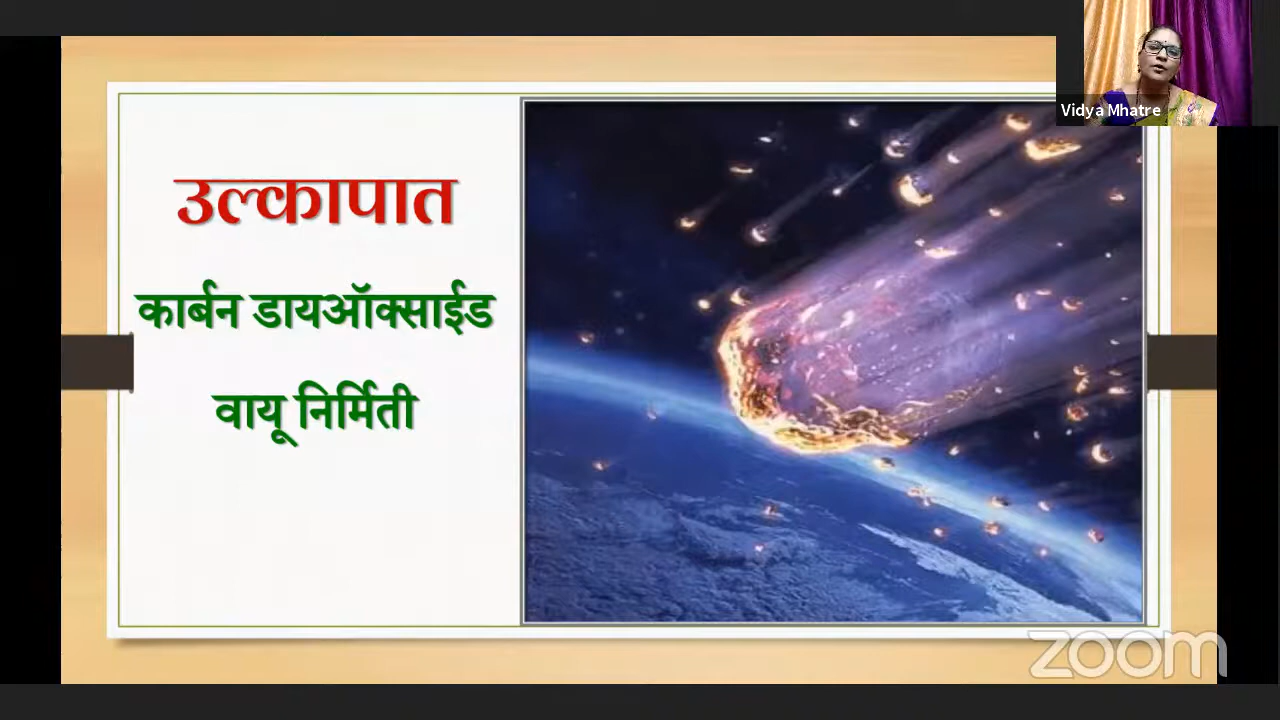 Vidya Mhatre
उल्कापात
कार्बन डायऑक्साईड
वायू निर्मिती
zoom